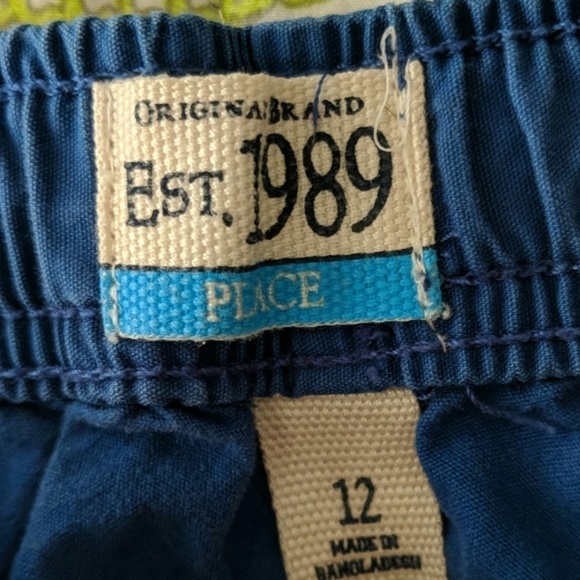 ORIGINAL BRAND
EST. 1989
PLACE
12
MADE IN
BANGLADESH